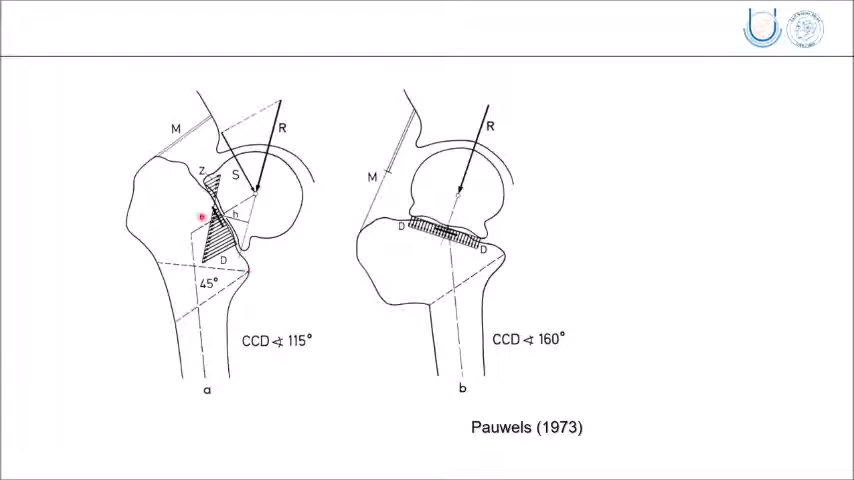 M
R
Z
S
h
D
45°
CCD ∢ 115°
a
R
M
D
D
CCD ∢ 160°
b
Pauwels (1973)